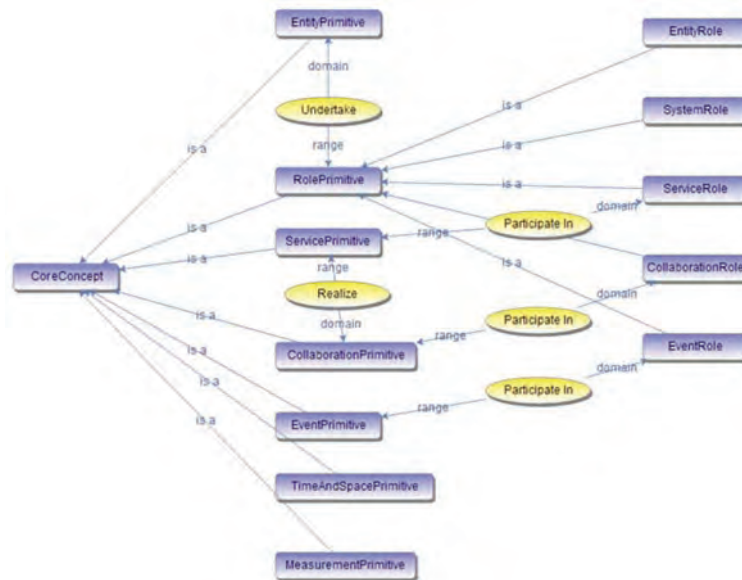 EntityPrimitive
EntityRole
domain
Undertake
is a
SystemRole
is a
range
is a
RolePrimitive
is a
ServiceRole
domain
Participate In
is a
ServicePrimitive
range
is a
range
CoreConcept
is a
CollaborationRole
Realize
domain
Participate In
domain
is a
range
EventRole
CollaborationPrimitive
is a
domain
Participate In
is a
range
is a
EventPrimitive
TimeAndSpacePrimitive
MeasurementPrimitive